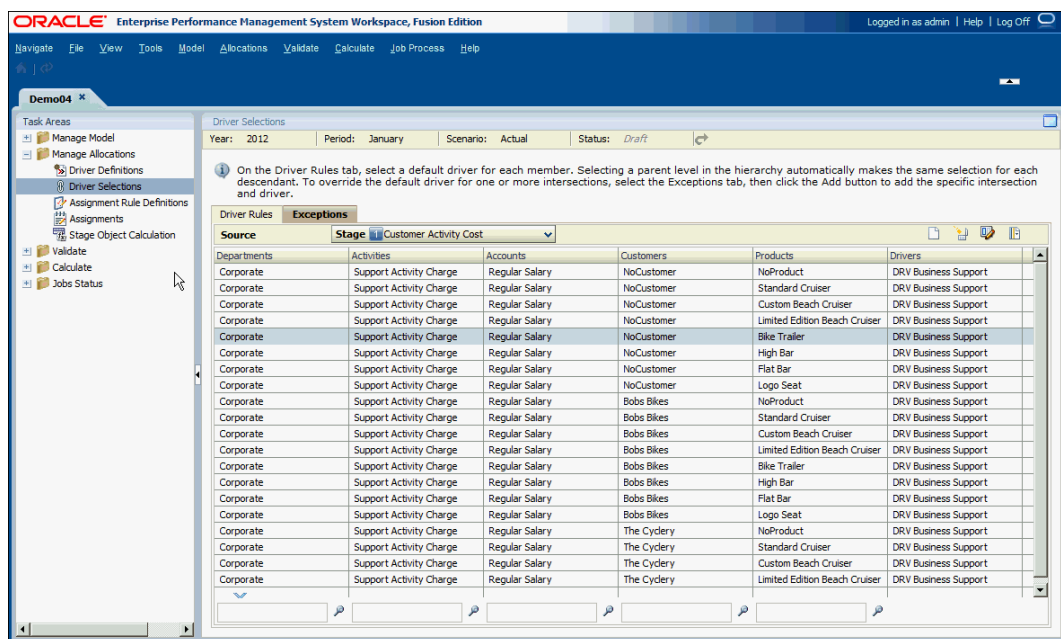 ORACLE® Enterprise Performance Management System Workspace, Fusion Edition
Logged in as admin | Help | Log Off
Navigate File View Tools Model Allocations Validate Calculate Job Process Help
Demo04 ×
Task Areas
Manage Model
Manage Allocations
Driver Definitions
Driver Selections
Assignment Rule Definitions
Assignments
Stage Object Calculation
Validate
Calculate
Jobs Status
Driver Selections
Year: 2012 Period: January Scenario: Actual Status: Draft
On the Driver Rules tab, select a default driver for each member. Selecting a parent level in the hierarchy automatically makes the same selection for each
descendant. To override the default driver for one or more intersections, select the Exceptions tab, then click the Add button to add the specific intersection
and driver.
Driver Rules Exceptions
Source Stage 1 Customer Activity Cost
Departments Activities Accounts Customers Products Drivers
Corporate Support Activity Charge Regular Salary NoCustomer NoProduct DRV Business Support
Corporate Support Activity Charge Regular Salary NoCustomer Standard Cruiser DRV Business Support
Corporate Support Activity Charge Regular Salary NoCustomer Custom Beach Cruiser DRV Business Support
Corporate Support Activity Charge Regular Salary NoCustomer Limited Edition Beach Cruiser DRV Business Support
Corporate Support Activity Charge Regular Salary NoCustomer Bike Trailer DRV Business Support
Corporate Support Activity Charge Regular Salary NoCustomer High Bar DRV Business Support
Corporate Support Activity Charge Regular Salary NoCustomer Flat Bar DRV Business Support
Corporate Support Activity Charge Regular Salary NoCustomer Logo Seat DRV Business Support
Corporate Support Activity Charge Regular Salary Bobs Bikes NoProduct DRV Business Support
Corporate Support Activity Charge Regular Salary Bobs Bikes Standard Cruiser DRV Business Support
Corporate Support Activity Charge Regular Salary Bobs Bikes Custom Beach Cruiser DRV Business Support
Corporate Support Activity Charge Regular Salary Bobs Bikes Limited Edition Beach Cruiser DRV Business Support
Corporate Support Activity Charge Regular Salary Bobs Bikes Bike Trailer DRV Business Support
Corporate Support Activity Charge Regular Salary Bobs Bikes High Bar DRV Business Support
Corporate Support Activity Charge Regular Salary Bobs Bikes Flat Bar DRV Business Support
Corporate Support Activity Charge Regular Salary Bobs Bikes Logo Seat DRV Business Support
Corporate Support Activity Charge Regular Salary The Cyclery NoProduct DRV Business Support
Corporate Support Activity Charge Regular Salary The Cyclery Standard Cruiser DRV Business Support
Corporate Support Activity Charge Regular Salary The Cyclery Custom Beach Cruiser DRV Business Support
Corporate Support Activity Charge Regular Salary The Cyclery Limited Edition Beach Cruiser DRV Business Support